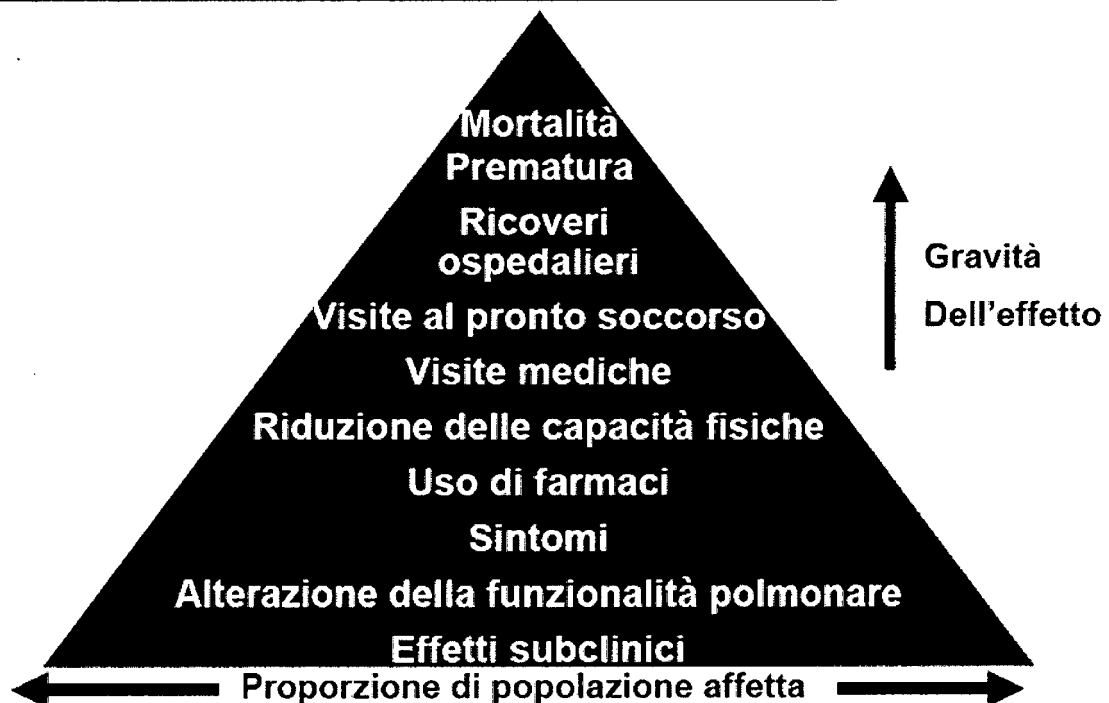 Mortalità
Prematura
Ricoveri
ospedalieri
Visite al pronto soccorso
Visite mediche
Riduzione delle capacità fisiche
Uso di farmaci
Sintomi
Alterazione della funzionalità polmonare
Effetti subclinici
Proporzione di popolazione affetta
Gravità
Dell'effetto